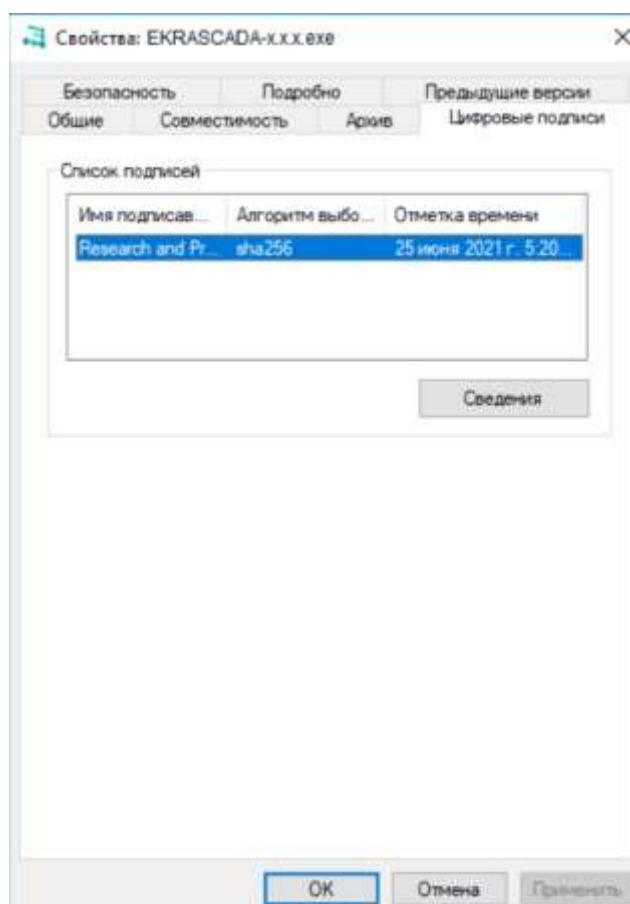 Свойства: EKRASCADA-x.x.x.exe
Безопасность Подробно Предыдущие версии
Общие Совместимость Архив Цифровые подписи
Список подписей
Имя подписав... Алгоритм выбо... Отметка времени
Research and Pr... sha256 25 июня 2021 г. 5:20...
Сведения
OK Отмена Применить